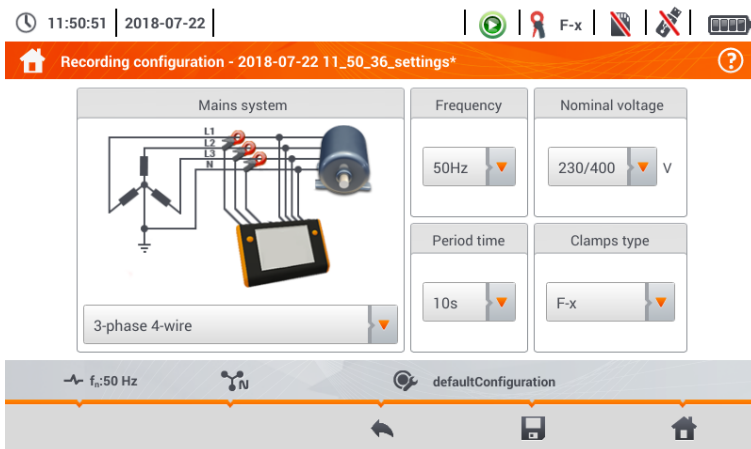 11:50:51 2018-07-22 F-x
Recording configuration - 2018-07-22 11_50_36_settings* ?
Mains system
L1
L2
L3
N
3-phase 4-wire
Frequency
50Hz
Nominal voltage
230/400 V
Period time
10s
Clamps type
F-x
fₙ:50 Hz N defaultConfiguration